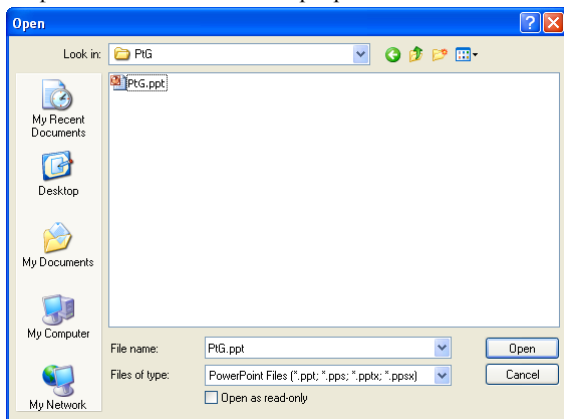 Open
Look in:
PtG
PtG.ppt
My Recent
Documents
Desktop
My Documents
My Computer
My Network
File name:
PtG.ppt
Open
Files of type:
PowerPoint Files (*.ppt; *.pps; *.pptx; *.ppsx)
Cancel
Open as read-only